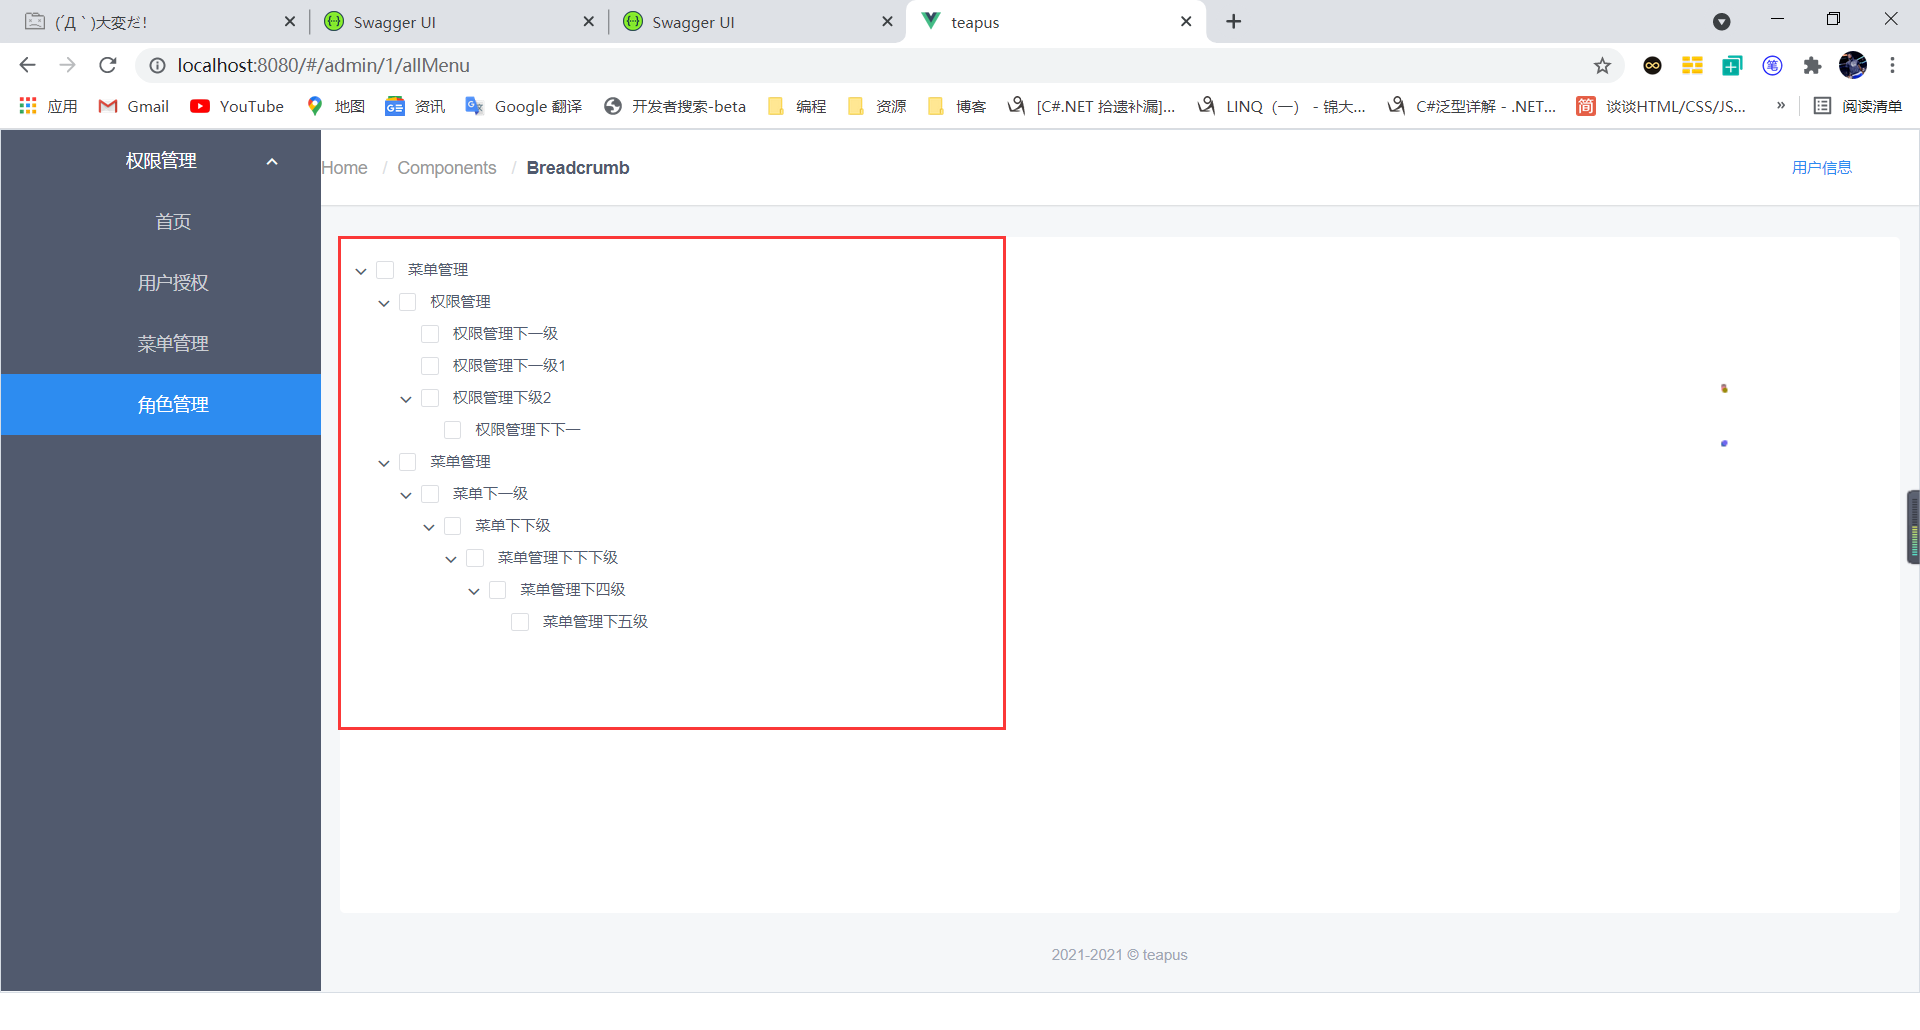 (´Д｀)大変だ!
Swagger UI
Swagger UI
teapus
localhost:8080/#/admin/1/allMenu
应用
Gmail
YouTube
地图
资讯
Google 翻译
开发者搜索-beta
编程
资源
博客
[C#.NET 拾遗补漏]...
LINQ（一） - 锦大...
C#泛型详解 - .NET...
简
谈谈HTML/CSS/JS...
»
阅读清单
权限管理
首页
用户授权
菜单管理
角色管理
Home / Components / Breadcrumb
用户信息
菜单管理
权限管理
权限管理下一级
权限管理下一级1
权限管理下级2
权限管理下下一
菜单管理
菜单下一级
菜单下下级
菜单管理下下下级
菜单管理下四级
菜单管理下五级
2021-2021 © teapus